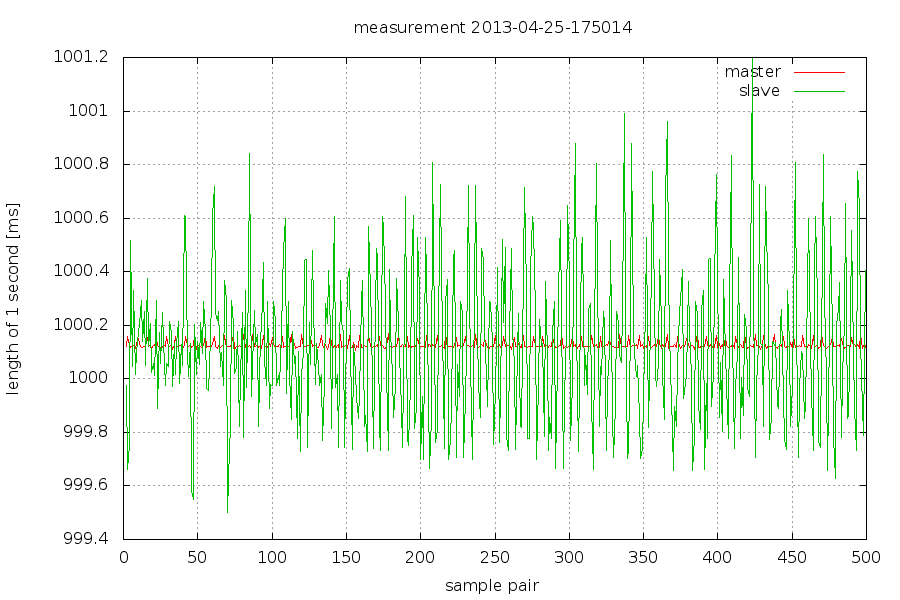 measurement 2013-04-25-175014
master
slave
length of 1 second [ms]
1001.2
1001
1000.8
1000.6
1000.4
1000.2
1000
999.8
999.6
999.4
0 50 100 150 200 250 300 350 400 450 500
sample pair